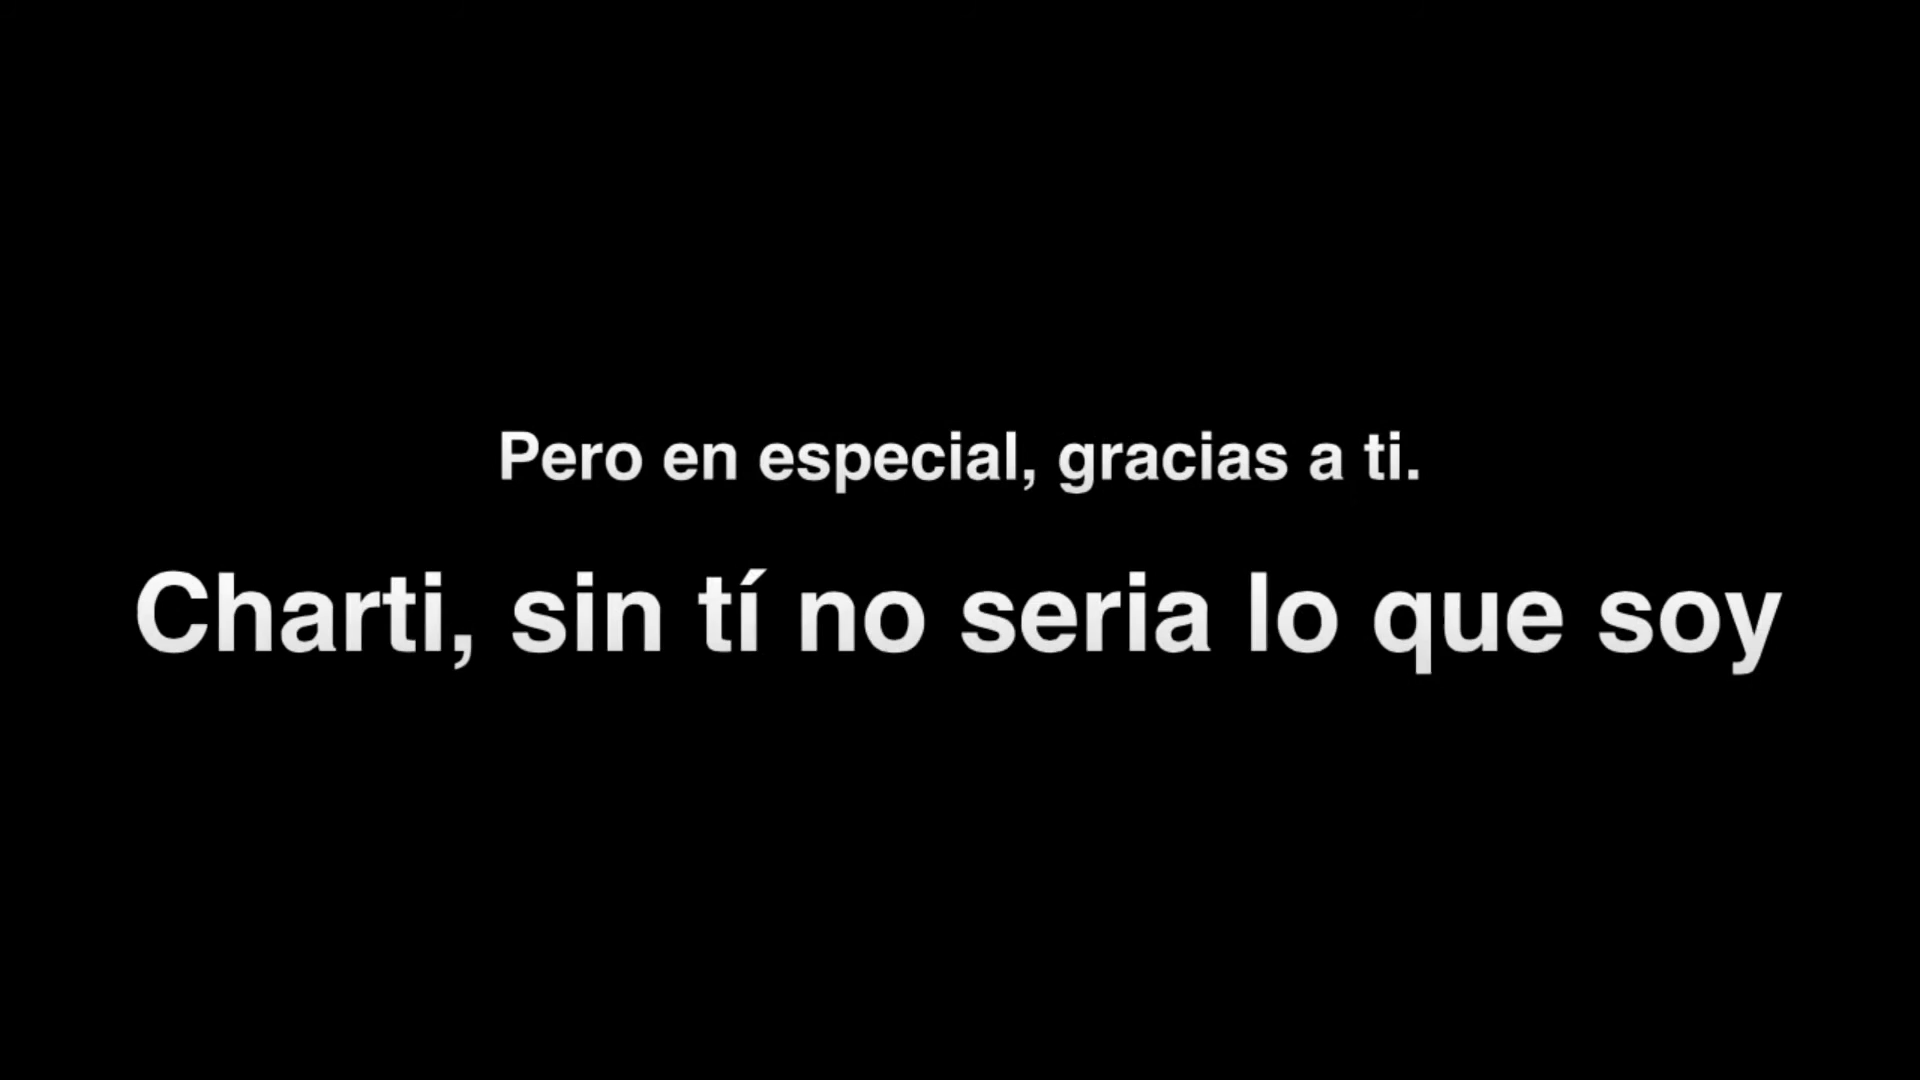 Pero en especial, gracias a ti.
Charti, sin tí no seria lo que soy